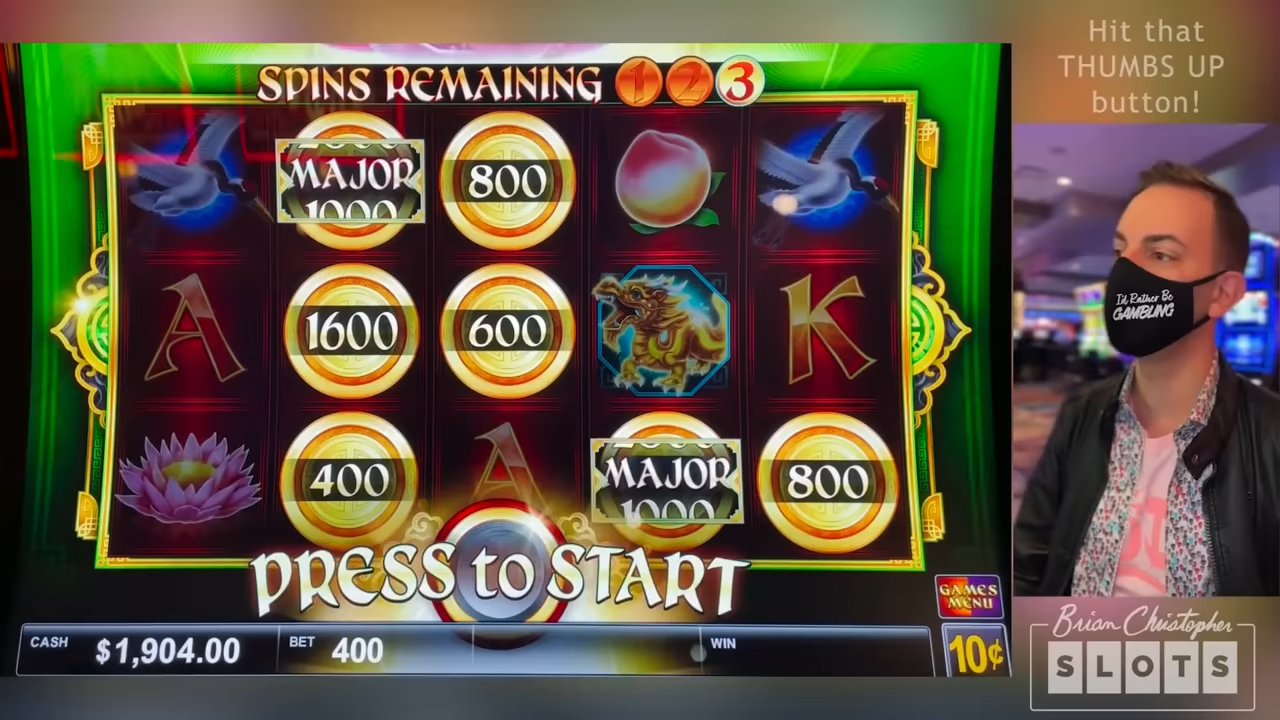 Hit that
THUMBS UP
button!
SPINS REMAINING 1 2 3
MAJOR
1000
800
1600
600
A
K
400
A
MAJOR
1000
800
PRESS to START
GAMES
MENU
CASH $1,904.00 BET 400 WIN
10¢
I'd Rather Be
GAMBLING
Brian Christopher
SLOTS